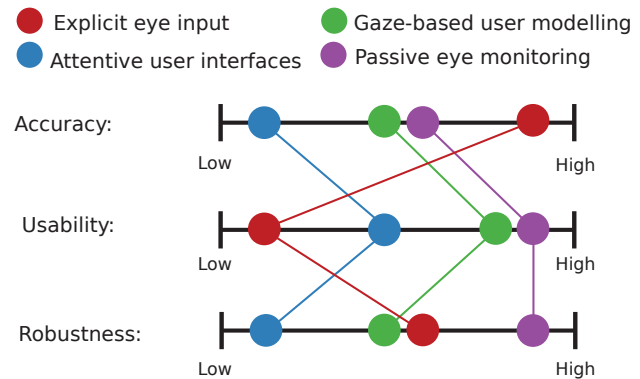 Explicit eye input
Gaze-based user modelling
Attentive user interfaces
Passive eye monitoring
Accuracy:
Low
High
Usability:
Low
High
Robustness:
Low
High